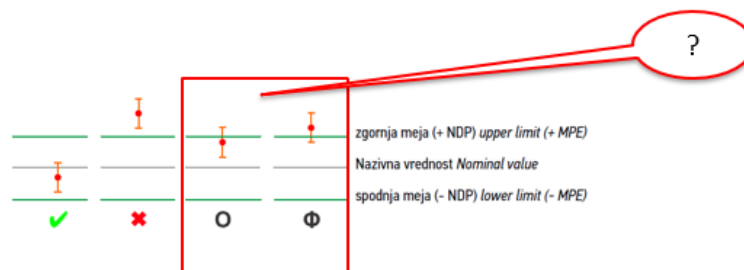 ?
zgornja meja (+ NDP) upper limit (+ MPE)
Nazivna vrednost Nominal value
spodnja meja (– NDP) lower limit (– MPE)
✔ ✖ O Φ